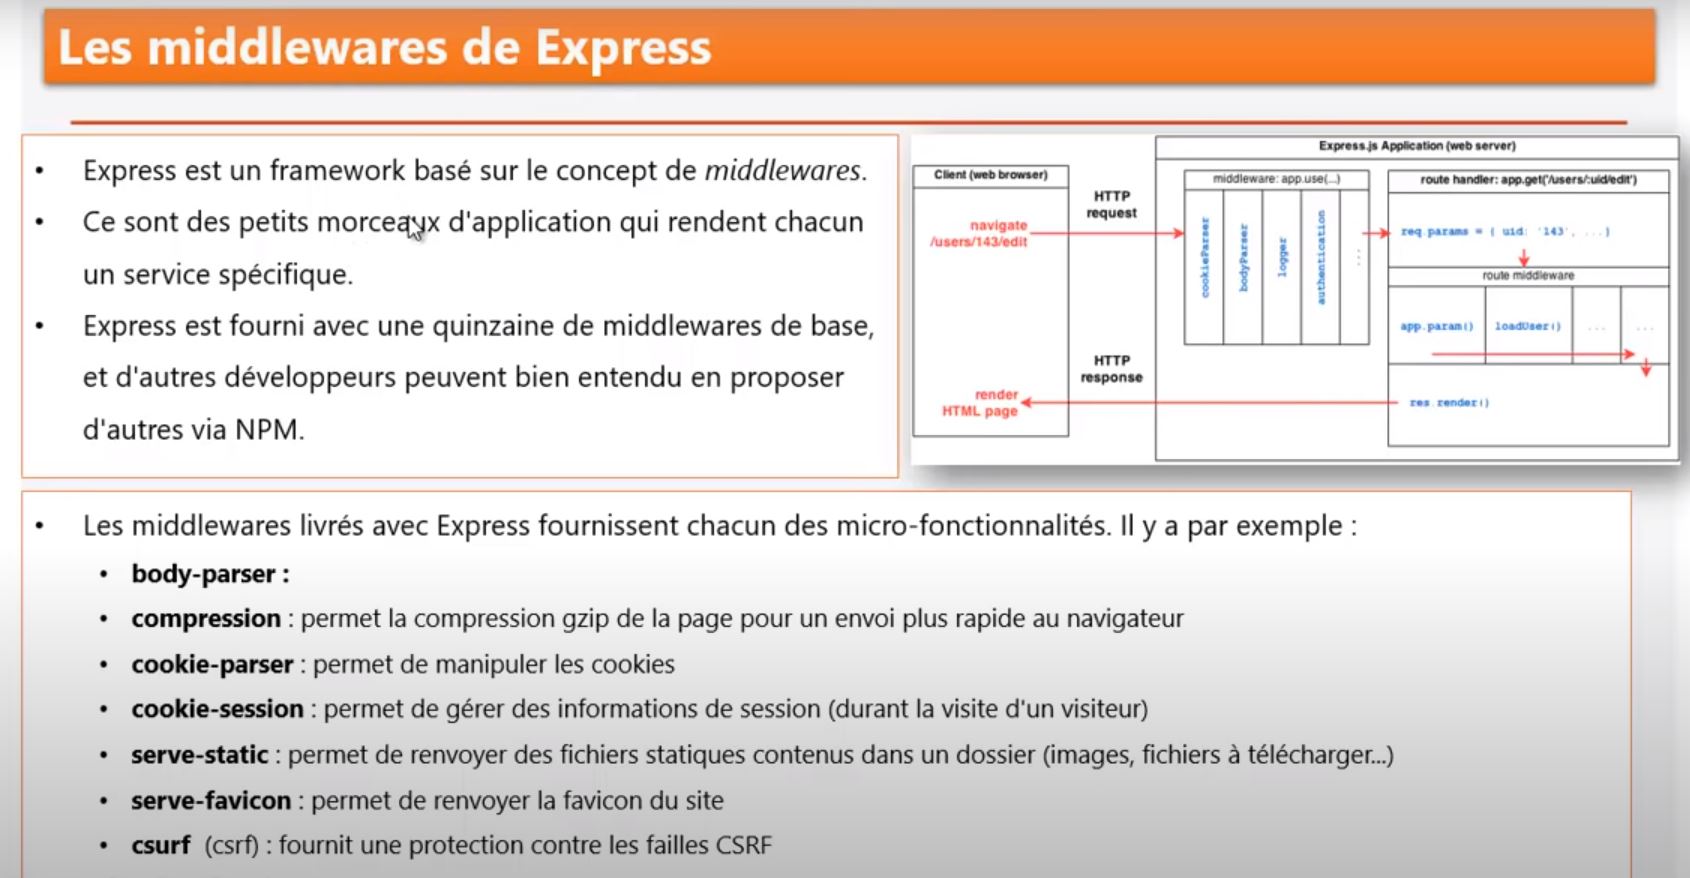 Les middlewares de Express
• Express est un framework basé sur le concept de middlewares.
• Ce sont des petits morceaux d'application qui rendent chacun
un service spécifique.
• Express est fourni avec une quinzaine de middlewares de base,
et d'autres développeurs peuvent bien entendu en proposer
d'autres via NPM.
Express.js Application (web server)
Client (web browser)
navigate
/users/143/edit
render
HTML page
HTTP
request
HTTP
response
middleware: app.use(...)
cookieParser
bodyParser
logger
authentication
...
route handler: app.get('/users/:uid/edit')
req.params = { uid: '143', ...}
route middleware
app.param()
loadUser()
...
...
res.render()
• Les middlewares livrés avec Express fournissent chacun des micro-fonctionnalités. Il y a par exemple :
• body-parser :
• compression : permet la compression gzip de la page pour un envoi plus rapide au navigateur
• cookie-parser : permet de manipuler les cookies
• cookie-session : permet de gérer des informations de session (durant la visite d'un visiteur)
• serve-static : permet de renvoyer des fichiers statiques contenus dans un dossier (images, fichiers à télécharger...)
• serve-favicon : permet de renvoyer la favicon du site
• csurf (csrf) : fournit une protection contre les failles CSRF